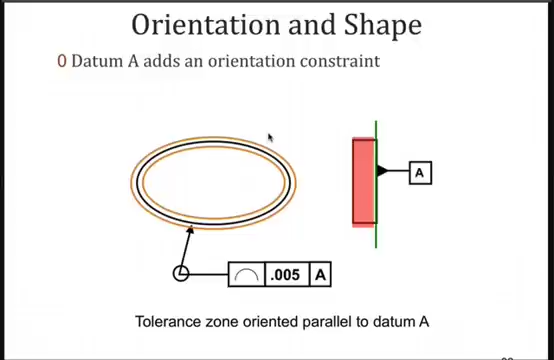 Orientation and Shape
0 Datum A adds an orientation constraint
A
.005 A
Tolerance zone oriented parallel to datum A